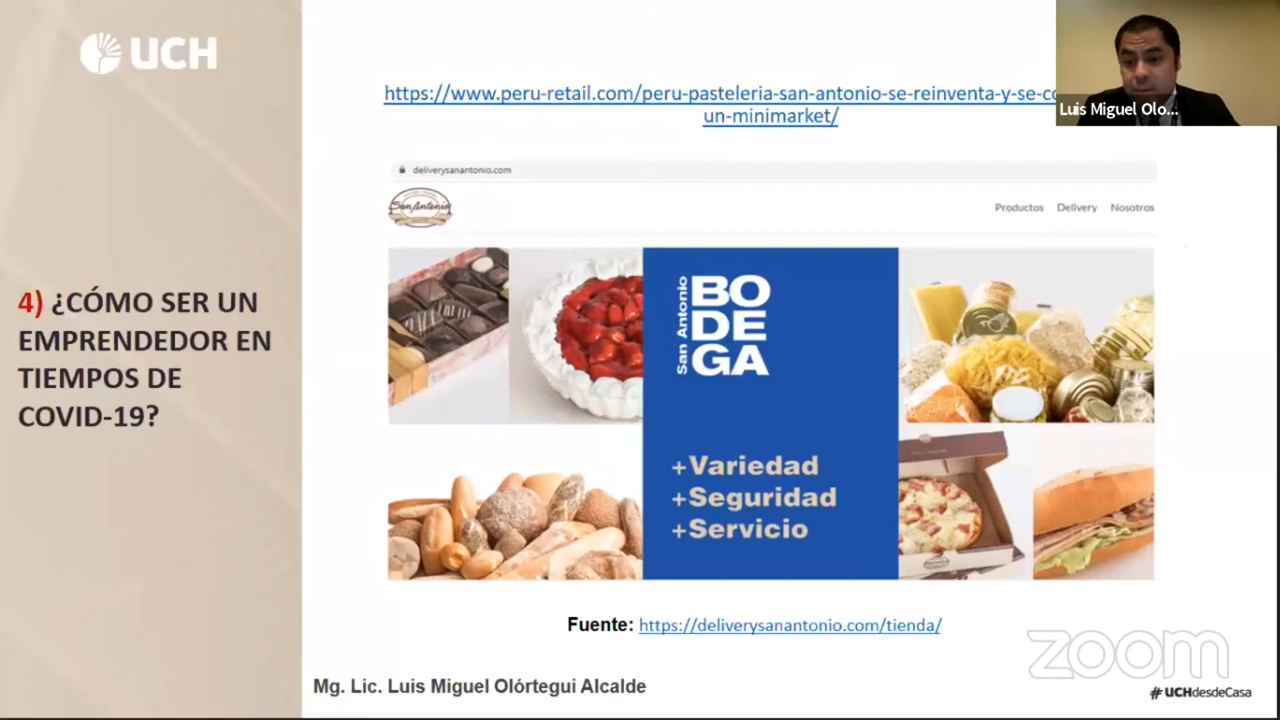 UCH
https://www.peru-retail.com/peru-pasteleria-san-antonio-se-reinventa-y-se-co
un-minimarket/
Luis Miguel Olo...
deliverysanantonio.com
San Antonio
Productos Delivery Nosotros
4) ¿CÓMO SER UN
EMPRENDEDOR EN
TIEMPOS DE
COVID-19?
San Antonio
BO
DE
GA
+Variedad
+Seguridad
+Servicio
Fuente: https://deliverysanantonio.com/tienda/
zoom
Mg. Lic. Luis Miguel Olórtegui Alcalde
#UCHdesdeCasa